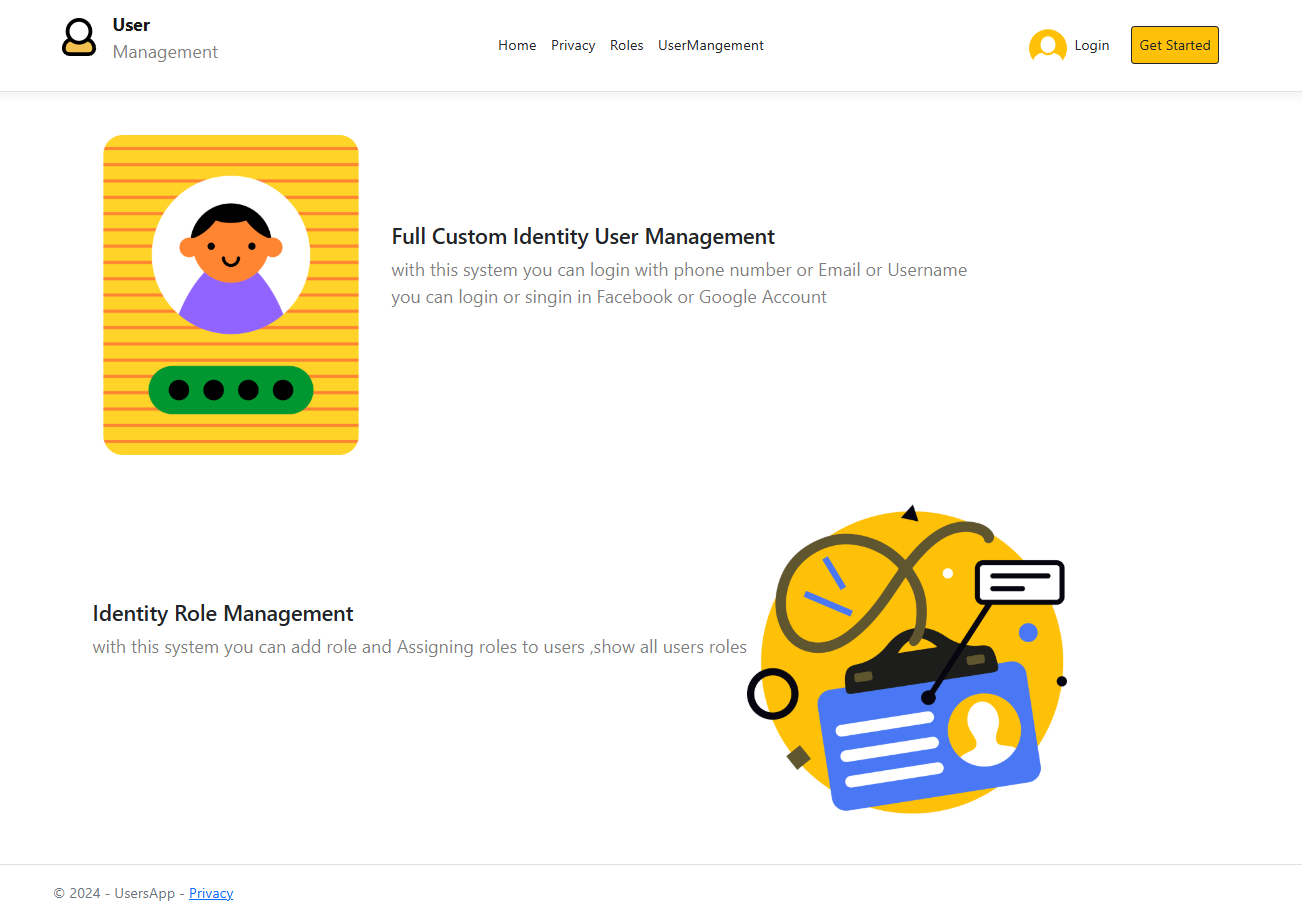 User
Management
Home Privacy Roles UserMangement
Login Get Started
Full Custom Identity User Management
with this system you can login with phone number or Email or Username
you can login or singin in Facebook or Google Account
Identity Role Management
with this system you can add role and Assigning roles to users ,show all users roles
© 2024 - UsersApp - Privacy